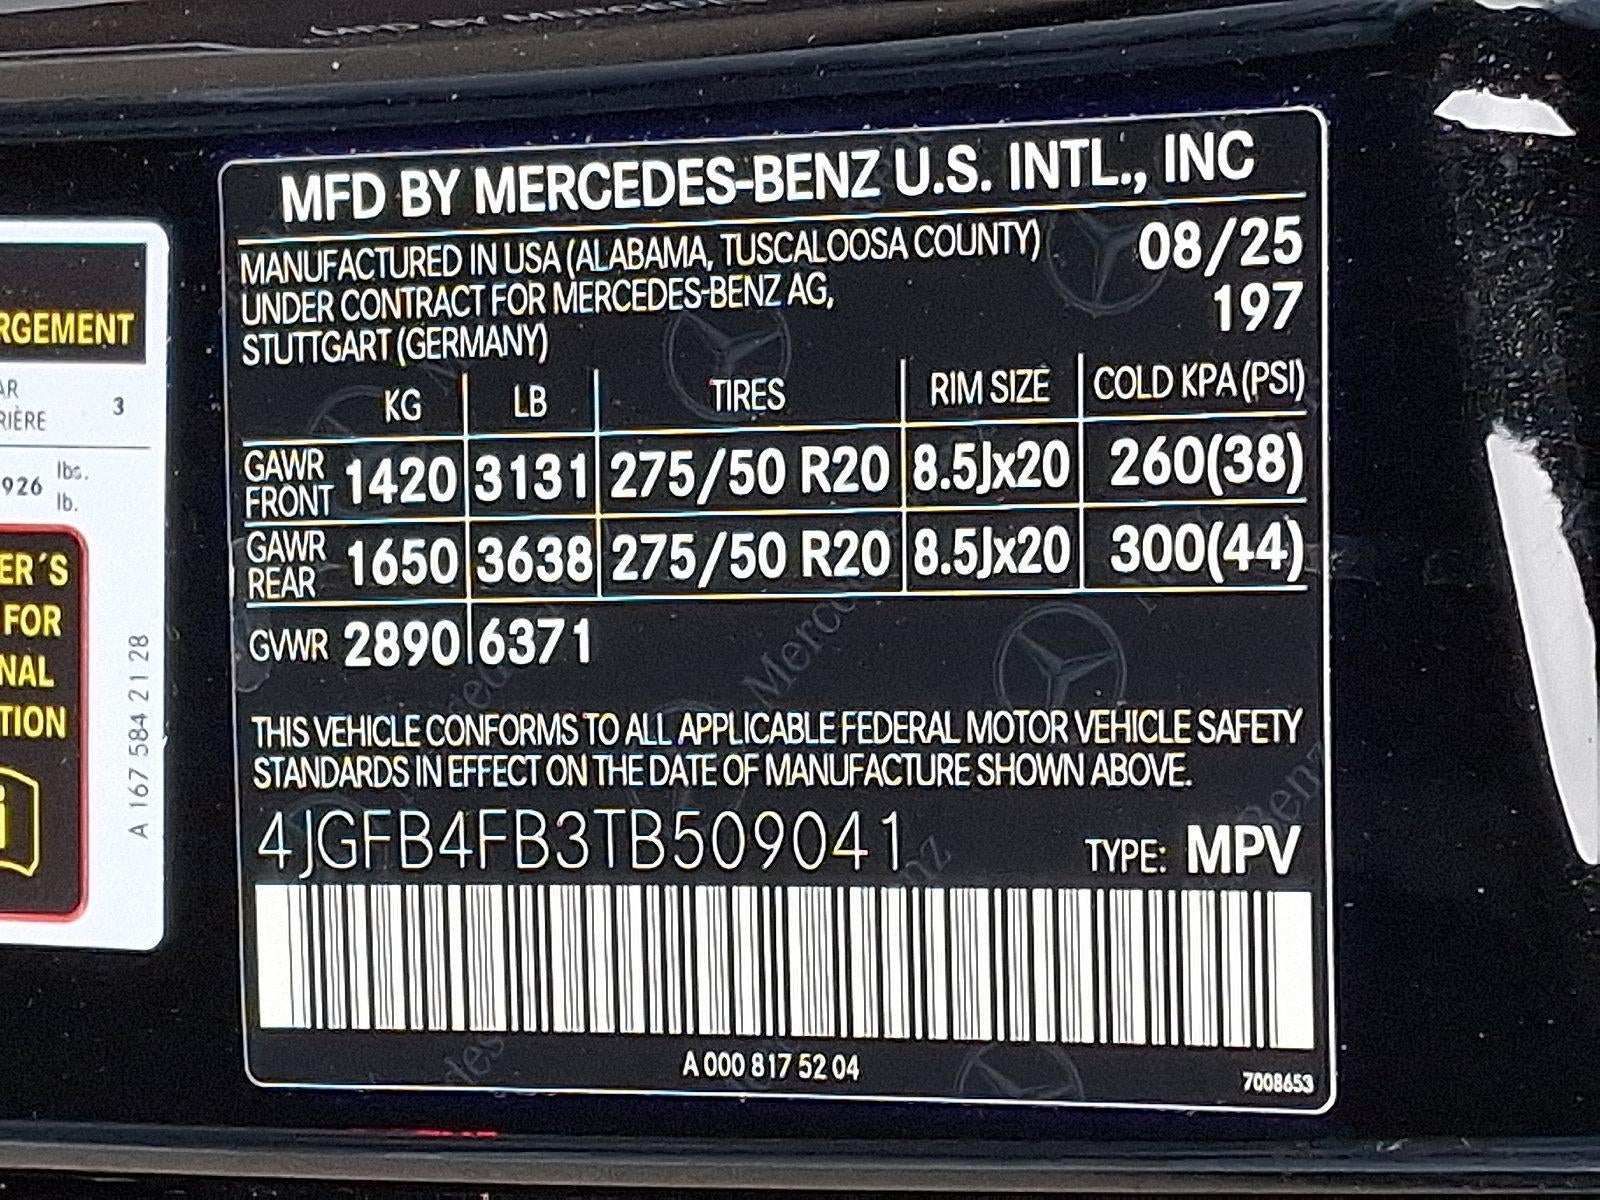 MFD BY MERCEDES-BENZ U.S. INTL., INC
MANUFACTURED IN USA (ALABAMA, TUSCALOOSA COUNTY) 08/25
UNDER CONTRACT FOR MERCEDES-BENZ AG, 197
STUTTGART (GERMANY)
KG LB TIRES RIM SIZE COLD KPA (PSI)
GAWR FRONT 1420 3131 275/50 R20 8.5Jx20 260(38)
GAWR REAR 1650 3638 275/50 R20 8.5Jx20 300(44)
GVWR 2890 6371
THIS VEHICLE CONFORMS TO ALL APPLICABLE FEDERAL MOTOR VEHICLE SAFETY
STANDARDS IN EFFECT ON THE DATE OF MANUFACTURE SHOWN ABOVE.
4JGFB4FB3TB509041 TYPE: MPV
A 000 817 52 04
7008653
RGEMENT
AR
RIÈRE 3
926 lbs.
lb.
ER'S
FOR
NAL
TION
i
A 167 584 21 28